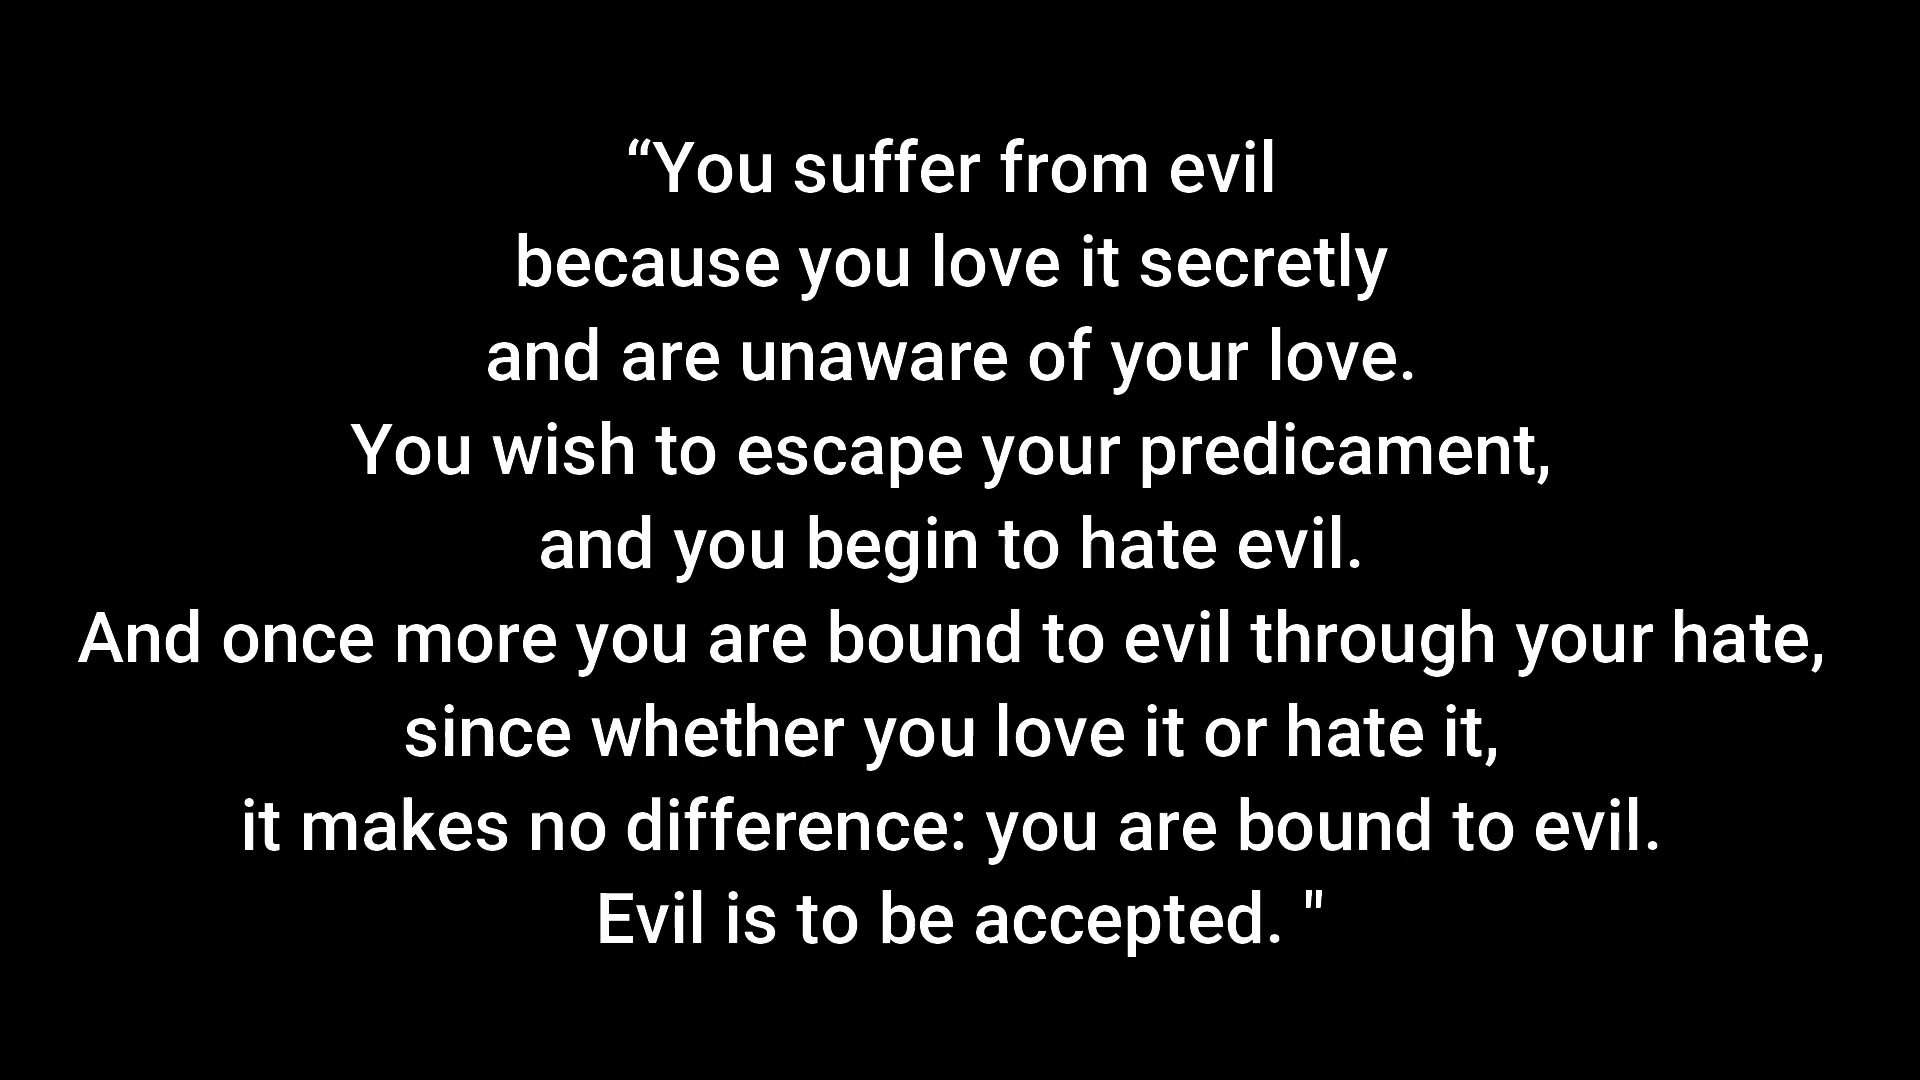 “You suffer from evil
because you love it secretly
and are unaware of your love.
You wish to escape your predicament,
and you begin to hate evil.
And once more you are bound to evil through your hate,
since whether you love it or hate it,
it makes no difference: you are bound to evil.
Evil is to be accepted. "